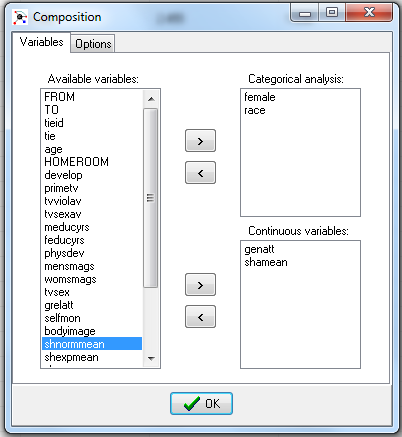 Composition
Variables
Options
Available variables:
FROM
TO
tieid
tie
age
HOMEROOM
develop
primetv
tvviolav
tvsexav
meducyrs
feducyrs
physdev
mensmags
womsmags
tvsex
grelatt
selfmon
bodyimage
shnormmean
shexpmean
>
<
Categorical analysis:
female
race
>
<
Continuous variables:
genatt
shamean
OK